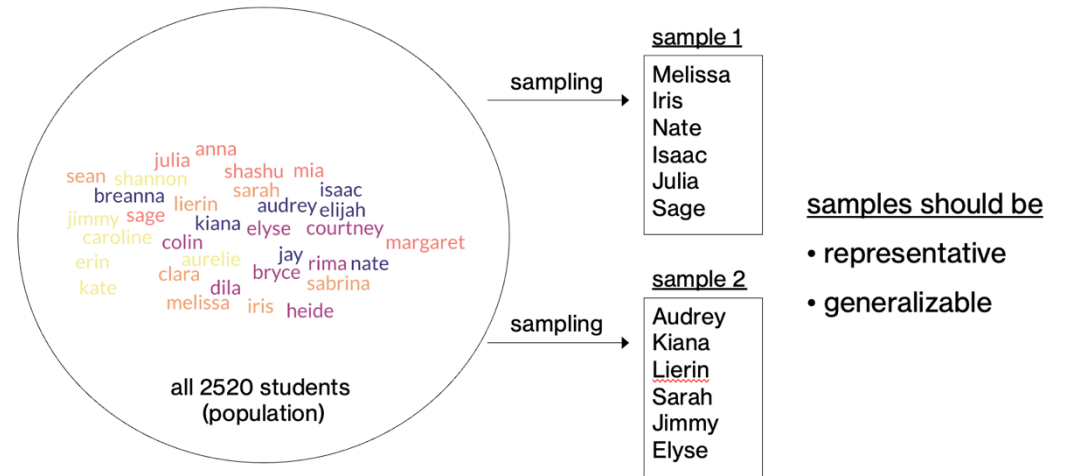 anna
julia
shashu mia
sean shannon
sarah isaac
breanna lierin audrey elijah
jimmy sage kiana elyse courtney
caroline colin margaret
erin aurelie jay rima nate
clara bryce
kate dila sabrina
melissa iris heide
all 2520 students
(population)
sampling
sample 1
Melissa
Iris
Nate
Isaac
Julia
Sage
sampling
sample 2
Audrey
Kiana
Lierin
Sarah
Jimmy
Elyse
samples should be
• representative
• generalizable